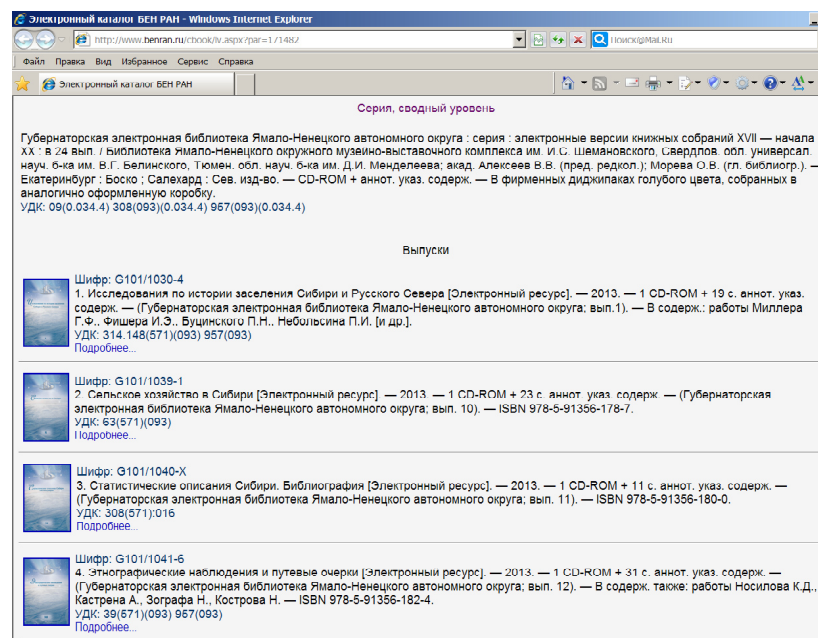 Электронный каталог БЕН РАН - Windows Internet Explorer
http://www.benran.ru/cbook/lv.aspx?par=171482
Поиск@Mail.Ru
Файл Правка Вид Избранное Сервис Справка
Электронный каталог БЕН РАН
Серия, сводный уровень
Губернаторская электронная библиотека Ямало-Ненецкого автономного округа : серия : электронные версии книжных собраний XVII — начала
XX : в 24 вып. / Библиотека Ямало-Ненецкого окружного музейно-выставочного комплекса им. И.С. Шемановского, Свердлов. обл. универсал.
науч. б-ка им. В.Г. Белинского, Тюмен. обл. науч. б-ка им. Д.И. Менделеева; акад. Алексеев В.В. (пред. редкол.); Морева О.В. (гл. библиогр.). —
Екатеринбург : Боско ; Салехард : Сев. изд-во. — CD-ROM + аннот. указ. содерж. — В фирменных диджипаках голубого цвета, собранных в
аналогично оформленную коробку.
УДК: 09(0.034.4) 308(093)(0.034.4) 957(093)(0.034.4)
Выпуски
Шифр: G101/1030-4
1. Исследования по истории заселения Сибири и Русского Севера [Электронный ресурс]. — 2013. — 1 CD-ROM + 19 с. аннот. указ.
содерж. — (Губернаторская электронная библиотека Ямало-Ненецкого автономного округа; вып.1). — В содерж.: работы Миллера
Г.Ф., Фишера И.Э., Буцинского П.Н., Небольсина П.И. [и др.].
УДК: 314.148(571)(093) 957(093)
Подробнее...
Шифр: G101/1039-1
2. Сельское хозяйство в Сибири [Электронный ресурс]. — 2013. — 1 CD-ROM + 23 с. аннот. указ. содерж. — (Губернаторская
электронная библиотека Ямало-Ненецкого автономного округа; вып. 10). — ISBN 978-5-91356-178-7.
УДК: 63(571)(093)
Подробнее...
Шифр: G101/1040-X
3. Статистические описания Сибири. Библиография [Электронный ресурс]. — 2013. — 1 CD-ROM + 11 с. аннот. указ. содерж. —
(Губернаторская электронная библиотека Ямало-Ненецкого автономного округа; вып. 11). — ISBN 978-5-91356-180-0.
УДК: 308(571):016
Подробнее...
Шифр: G101/1041-6
4. Этнографические наблюдения и путевые очерки [Электронный ресурс]. — 2013. — 1 CD-ROM + 31 с. аннот. указ. содерж. —
(Губернаторская электронная библиотека Ямало-Ненецкого автономного округа; вып. 12). — В содерж. также: работы Носилова К.Д.,
Кастрена А., Зографа Н., Кострова Н. — ISBN 978-5-91356-182-4.
УДК: 39(571)(093) 957(093)
Подробнее...